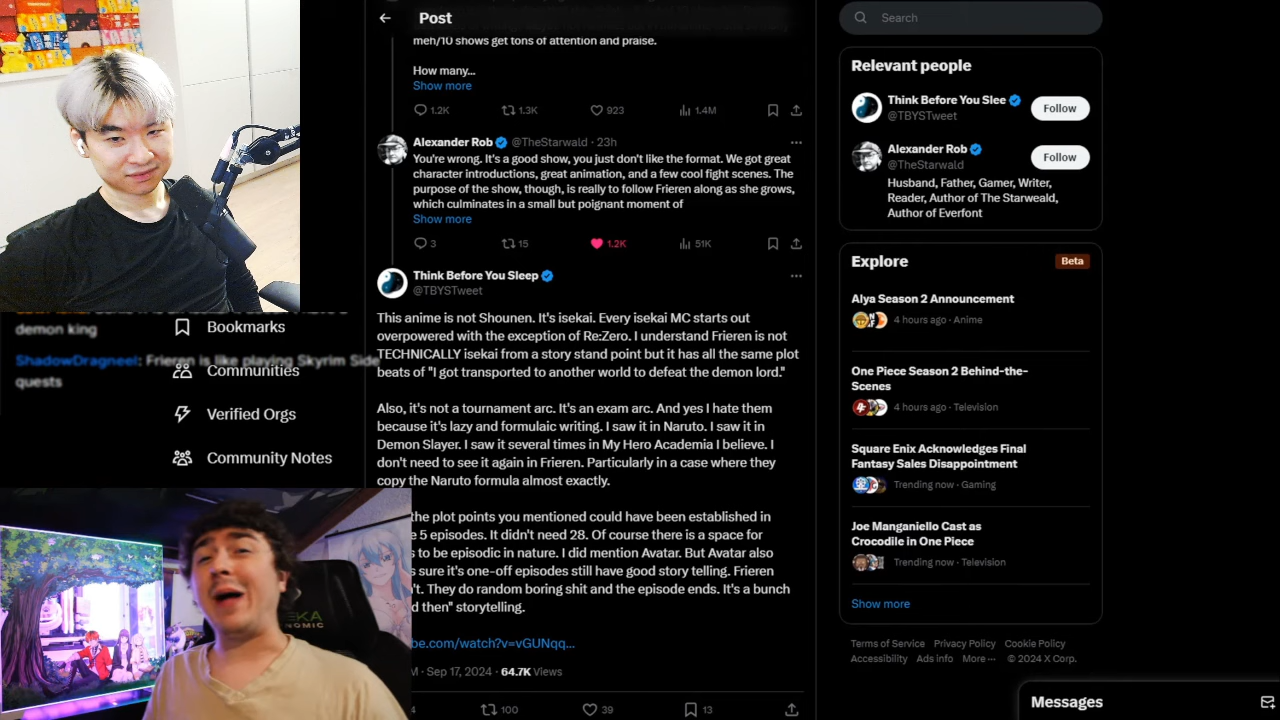 Post
Search
meh/10 shows get tons of attention and praise.
How many...
Show more
1.2K 1.3K 923 1.4M
Alexander Rob @TheStarwald · 23h
You're wrong. It's a good show, you just don't like the format. We got great
character introductions, great animation, and a few cool fight scenes. The
purpose of the show, though, is really to follow Frieren along as she grows,
which culminates in a small but poignant moment of
Show more
3 15 1.2K 51K
Think Before You Sleep
@TBYSTweet
This anime is not Shounen. It's isekai. Every isekai MC starts out
overpowered with the exception of Re:Zero. I understand Frieren is not
TECHNICALLY isekai from a story stand point but it has all the same plot
beats of "I got transported to another world to defeat the demon lord."
Also, it's not a tournament arc. It's an exam arc. And yes I hate them
because it's lazy and formulaic writing. I saw it in Naruto. I saw it in
Demon Slayer. I saw it several times in My Hero Academia I believe. I
don't need to see it again in Frieren. Particularly in a case where they
copy the Naruto formula almost exactly.
the plot points you mentioned could have been established in
5 episodes. It didn't need 28. Of course there is a space for
to be episodic in nature. I did mention Avatar. But Avatar also
sure it's one-off episodes still have good story telling. Frieren
They do random boring shit and the episode ends. It's a bunch
then" storytelling.
be.com/watch?v=vGUNqq...
M · Sep 17, 2024 · 64.7K Views
4 100 39 13
demon king
ShadowDragneel: Frieren is like playing Skyrim Side
quests
Bookmarks
Communities
Verified Orgs
Community Notes
Relevant people
Think Before You Slee
@TBYSTweet
Follow
Alexander Rob
@TheStarwald
Follow
Husband, Father, Gamer, Writer,
Reader, Author of The Starweald,
Author of Everfont
Explore
Beta
Alya Season 2 Announcement
4 hours ago · Anime
One Piece Season 2 Behind-the-
Scenes
4 hours ago · Television
Square Enix Acknowledges Final
Fantasy Sales Disappointment
Trending now · Gaming
Joe Manganiello Cast as
Crocodile in One Piece
Trending now · Television
Show more
Terms of Service Privacy Policy Cookie Policy
Accessibility Ads info More ··· © 2024 X Corp.
Messages